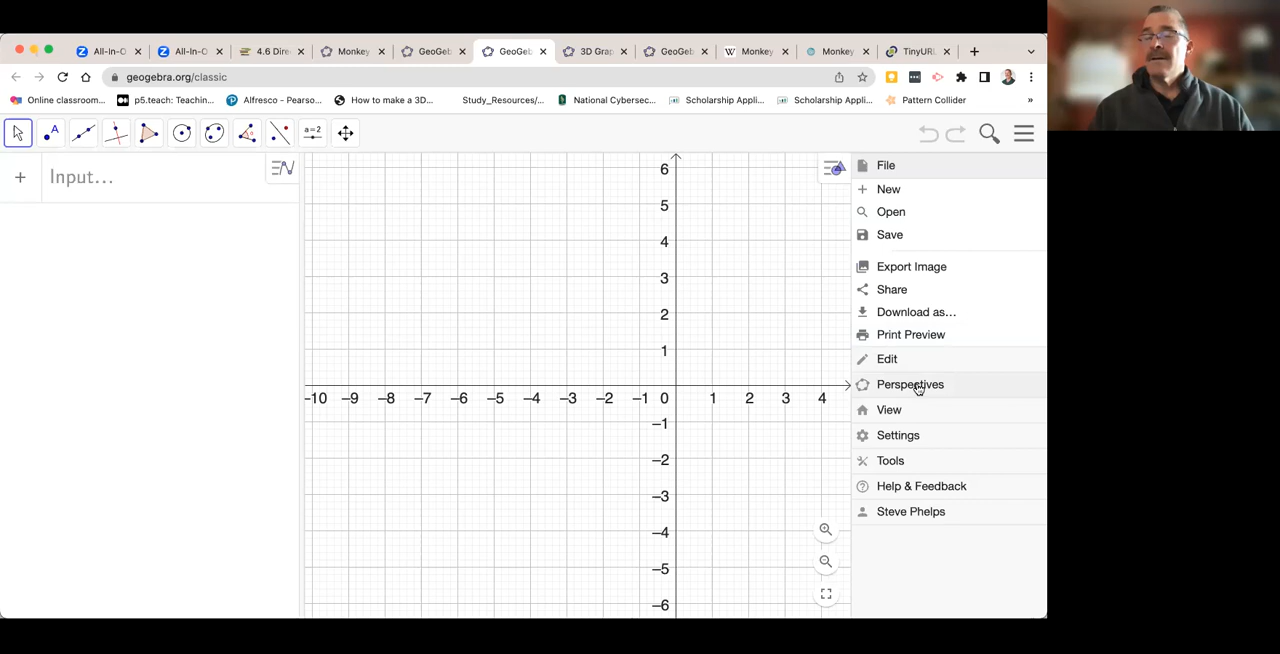 All-In-O
All-In-O
4.6 Dire
Monkey
GeoGeb
GeoGeb
3D Grap
GeoGeb
Monkey
Monkey
TinyURL
geogebra.org/classic
Online classroom...
p5.teach: Teachin...
Alfresco - Pearso...
How to make a 3D...
Study_Resources/...
National Cybersec...
Scholarship Appli...
Scholarship Appli...
Pattern Collider
»
A
a=2
+ Input...
File
New
Open
Save
Export Image
Share
Download as...
Print Preview
Edit
Perspectives
View
Settings
Tools
Help & Feedback
Steve Phelps
6
5
4
3
2
1
–10 –9 –8 –7 –6 –5 –4 –3 –2 –1 0 1 2 3 4
–1
–2
–3
–4
–5
–6